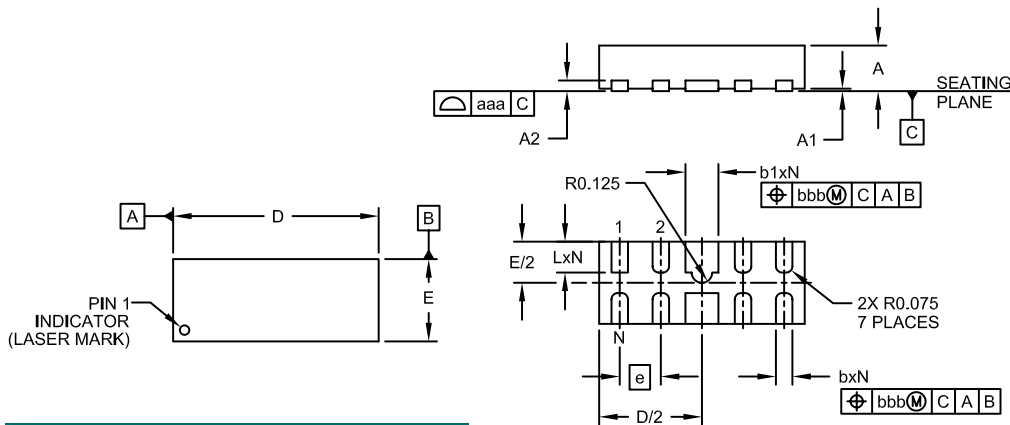 A
SEATING
PLANE
aaa C
A2
A1
C
b1xN
R0.125
bbb M C A B
A
D
B
1
2
E/2
LxN
E
PIN 1
INDICATOR
(LASER MARK)
2X R0.075
7 PLACES
N
e
bxN
bbb M C A B
D/2